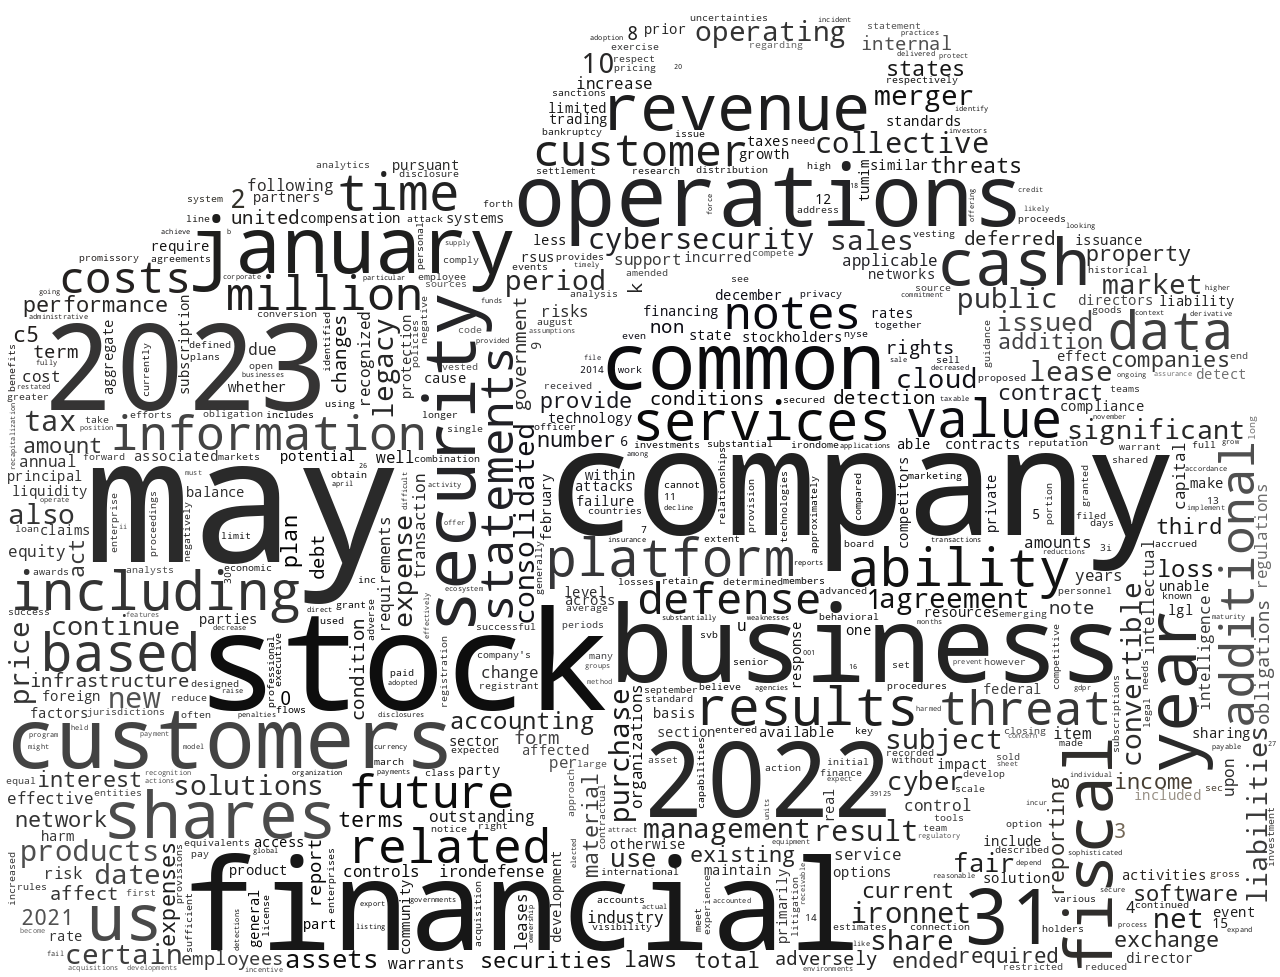 uncertainties incident
adoption 8 prior operating statement
exercise regarding internal practices
10 respect delivered protect
pricing 20 states
increase respectively
sanctions revenue merger
limited identify
trading standards
bankruptcy issue investors
customer taxes need collective
growth
analytics pursuant settlement research distribution high similar threats
disclosure
system 2 following time operations tumim 18 credit
partners 12
line united compensation attack systems forth address force offering likely
proceeds
achieve b january personal supply less cybersecurity sales vesting deferred looking
require issuance
promissory agreements comply rsus provides support incurred compete applicable cash property
going costs corporate million particular employee events timely amended networks historical
performance sources period k see source public market higher
administrative conversion funds analysis december privacy commitment directors liability
c5 2023 subscription security risks financing notes rates goods context derivative
term aggregate defined due identified changes recognized protection policies negative code august non state stockholders nyse together issued data
fully currently plans open legacy vested provided assumptions 9 even rights guidance addition
cost businesses whether cause statements government file common sale sell effect companies end
benefits restated 2014 work decreased cloud lease ongoing assurance detect
greater using received conditions secured detection taxable proposed contract teams
tax take efforts obligation includes longer provide services value compliance
position information single officer technology november significant long
recapitalization amount number 6 investments substantial irondome applications able contracts reputation warrant full grow
annual forward associated markets potential well combination consolidated among shared
principal must may obtain 26 difficult activity february within company cannot marketing capital accordance
liquidity operate balance april attacks relationships 11 provision technologies approximately compared competitors private 5 portion granted make
also enterprise ii proceedings negatively limit plan transaction offer failure decline 13 implement
loan claims countries 7 filed days third
equity act debt requirements expense generally insurance extent board transactions amounts 3i accrued
awards analysts economic 30 platform reports reductions
including inc ecosystem losses retain determined members advanced ability years loss
success features direct grant adverse effectively level defense 1 agreement personnel unable additional regulations
continue parties used across substantially weaknesses behavioral resources emerging note known lgl maturity
price decrease stock successful average periods svb u business months convertible intellectual
based professional executive condition registration company's many senior response 001 one competitive year intelligence obligations
infrastructure paid change groups 16 set prevent however gdpr
foreign new designed reduce raise 0 adopted registrant method september believe agencies procedures federal legal needs
flows standard harmed subscriptions
factors jurisdictions often penalties disclosures accounting purchase basis results threat closing sharing
program held customers form organizations section entered available key content item
might payment model currency sector expected affected 2022 subject made payable 27
march per large asset capabilities action initial recorded sold liabilities
equal interest recognition organization payments class party approach finance without impact sheet individual upon
actions solutions future real expect cyber develop income sec
effective entities outstanding material contractual units 39125 scale reporting fiscal included
network shares terms control incur investment
harm equivalents access notice right attract management result team tools option 3
pay global related otherwise equipment regulatory include
products report elected use existing service described sophisticated
risk date expenses provisions product controls irondefense international maintain options reasonable fair depend activities gross
increased rules affect first enterprises development solution secure software
us financial export accounts actual meet experience accounted primarily litigation receivable current various
2021 sufficient general license part community governments acquisition leases ownership industry 14 ironnet 31 4 continued event
become detections listing visibility estimates connection holders net 15
rate like share process expand
fail certain employees assets warrants securities laws total adversely ended required exchange
acquisitions developments incentive environments restricted reduced director